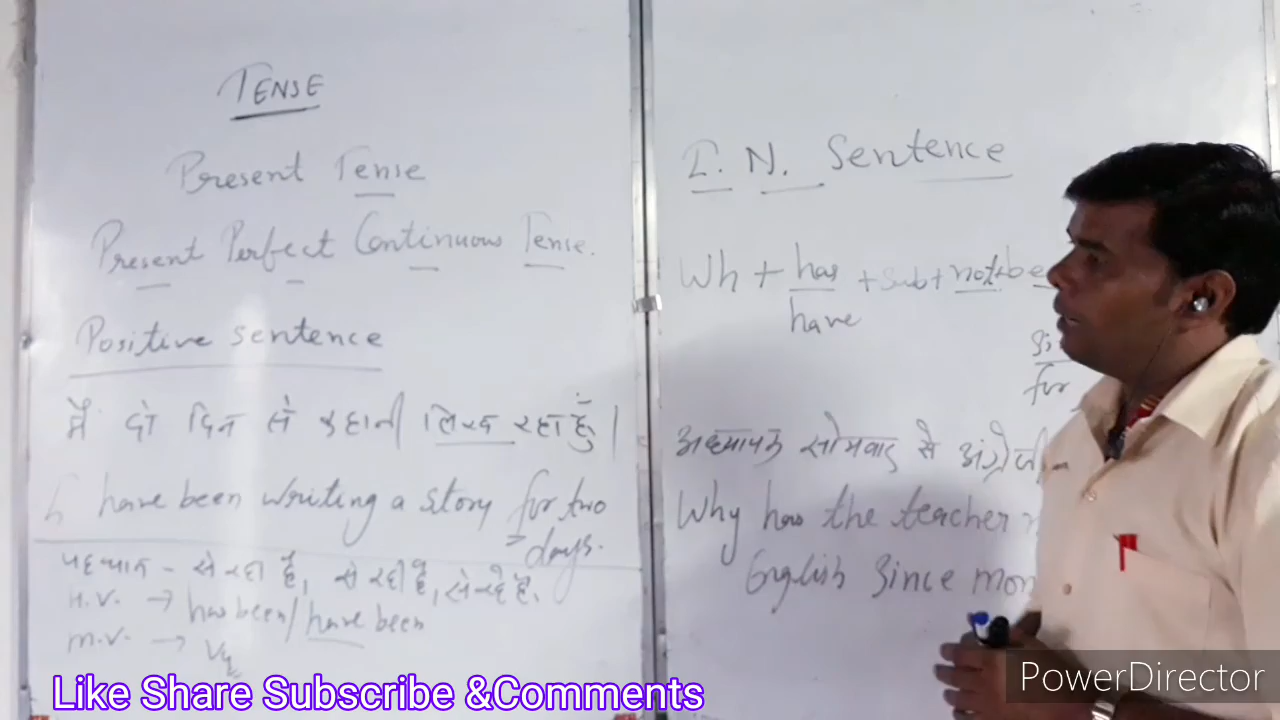 TENSE
Present Tense
Present Perfect Continuous Tense.
Positive sentence
मैं दो दिन से कहानी लिख रहा हूँ।
I have been writing a story for two
days.
पहचान - से रहा है, से रही है, से रहे हैं.
H.V. → has been/have been
M.V. → V4
I. N. Sentence
Wh + has + sub + not + be
have
Si
for
अध्यापक सोमवार से अंग्रेजी
Why has the teacher n
English Since mon
Like Share Subscribe &Comments
PowerDirector